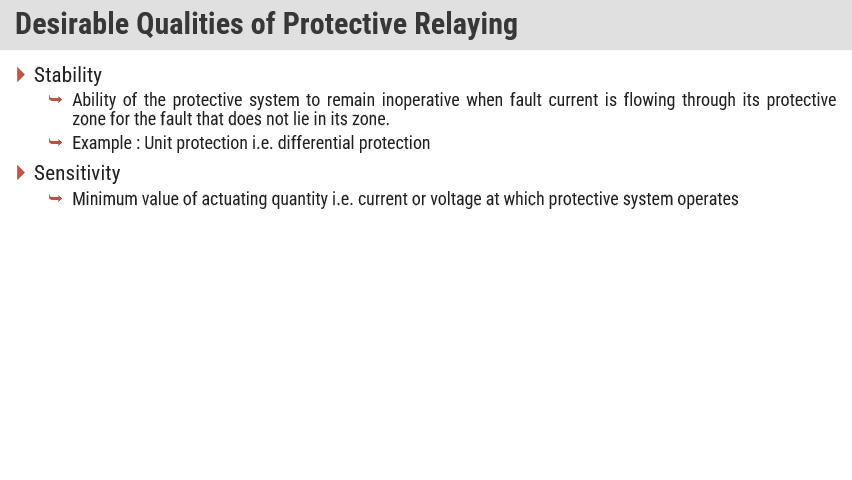 Desirable Qualities of Protective Relaying
Stability
Ability of the protective system to remain inoperative when fault current is flowing through its protective
zone for the fault that does not lie in its zone.
Example : Unit protection i.e. differential protection
Sensitivity
Minimum value of actuating quantity i.e. current or voltage at which protective system operates